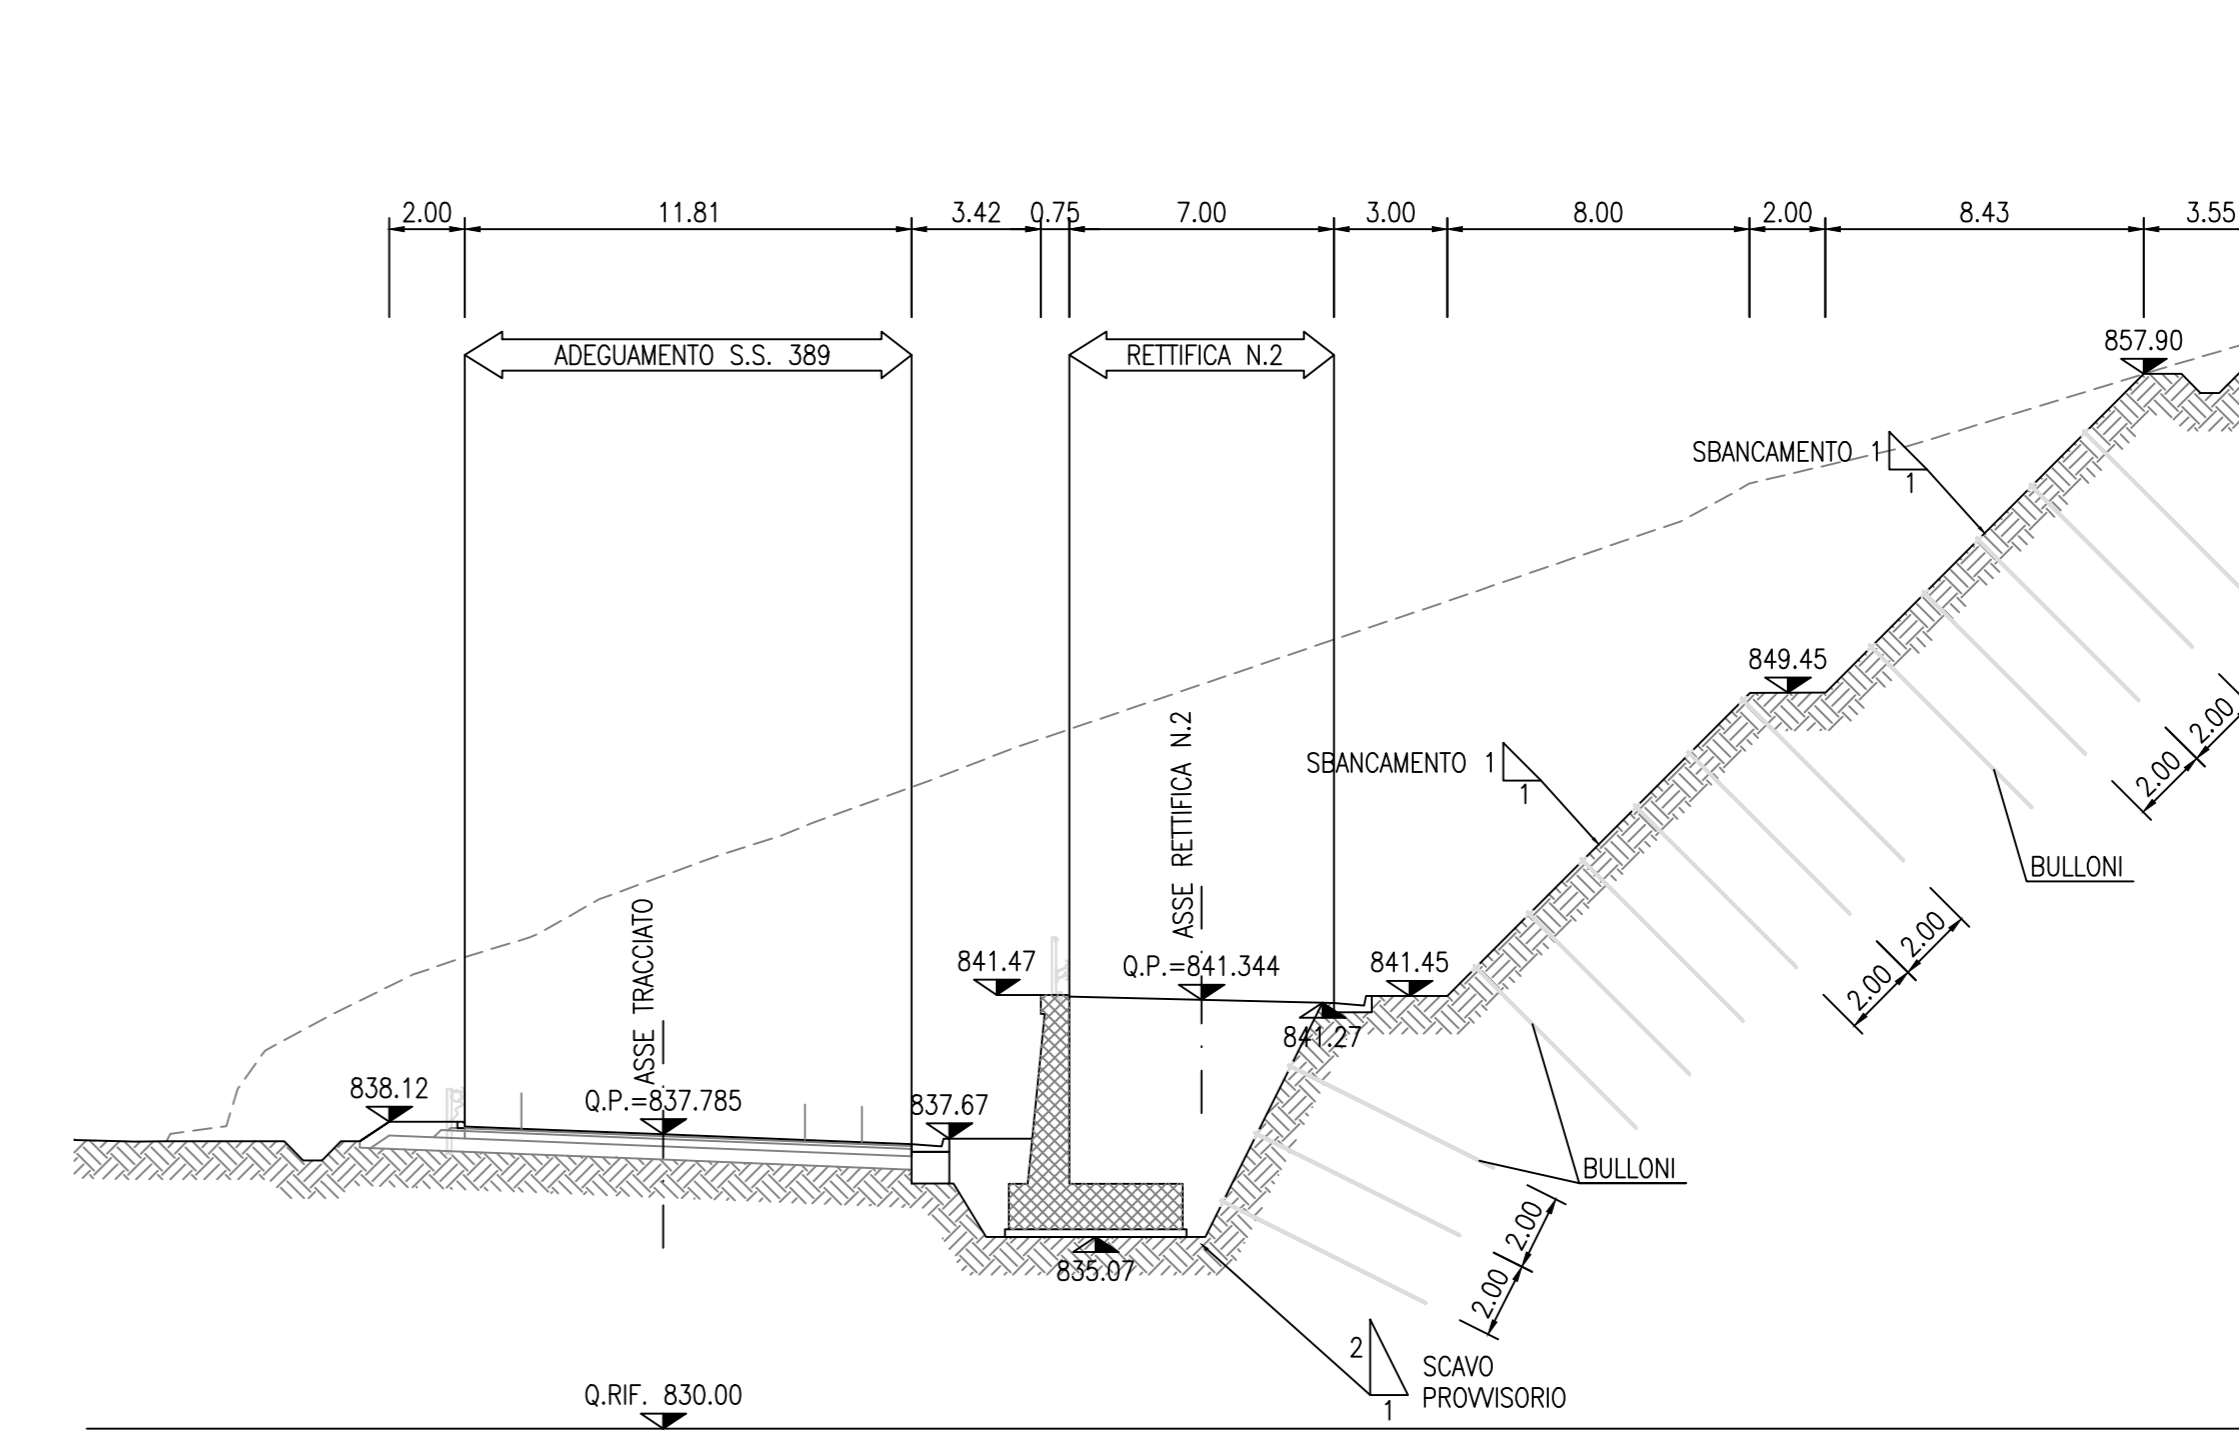 2.00
11.81
3.42
0.75
7.00
3.00
8.00
2.00
8.43
3.55
857.90
ADEGUAMENTO S.S. 389
RETTIFICA N.2
SBANCAMENTO 1
1
849.45
2.00
2.00
ASSE RETTIFICA N.2
SBANCAMENTO 1
1
BULLONI
ASSE TRACCIATO
2.00
2.00
841.47
Q.P.=841.344
841.45
841.27
838.12
Q.P.=837.785
837.67
BULLONI
2.00
2.00
835.07
2
SCAVO
PROVVISORIO
1
Q.RIF. 830.00